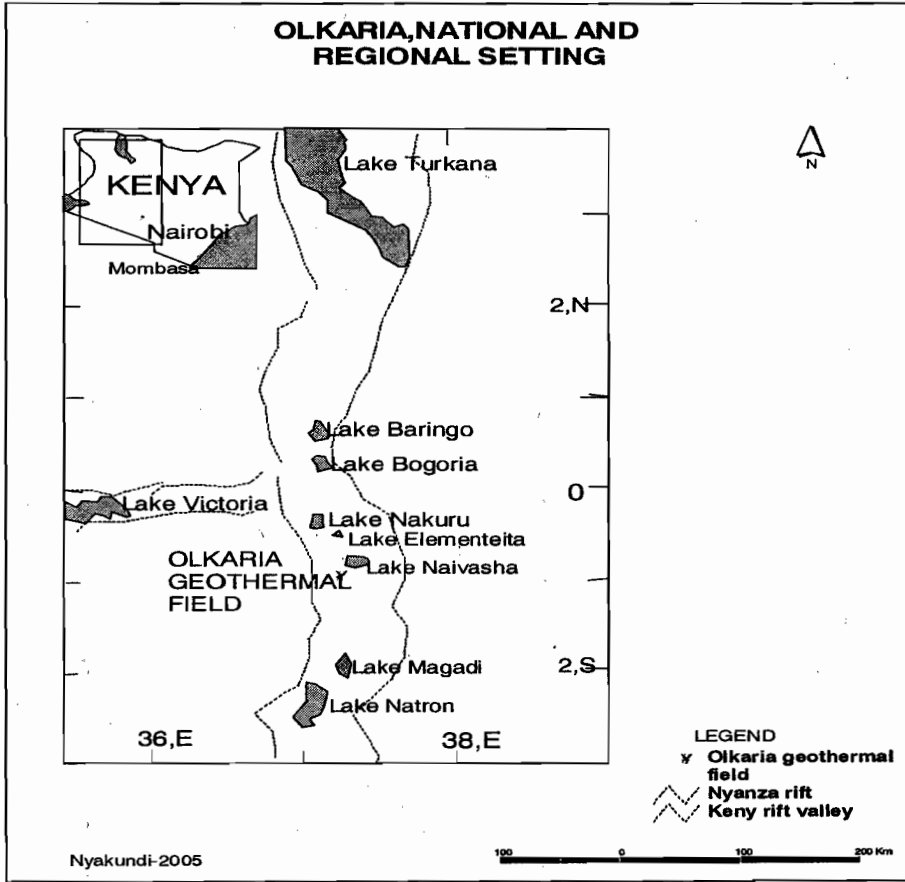 OLKARIA,NATIONAL AND
REGIONAL SETTING
N
KENYA
Nairobi
Mombasa
Lake Turkana
2,N
Lake Baringo
Lake Bogoria
0
Lake Victoria
Lake Nakuru
Lake Elementeita
OLKARIA
GEOTHERMAL
FIELD
Lake Naivasha
Lake Magadi
2,S
Lake Natron
36,E
38,E
LEGEND
Olkaria geothermal
field
Nyanza rift
Keny rift valley
Nyakundi-2005
100 0 100 200 Km